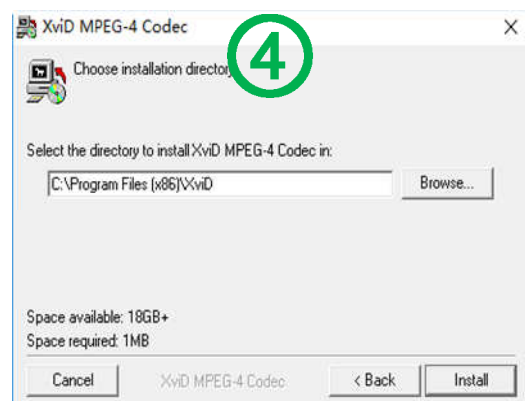 XviD MPEG-4 Codec
4
Choose installation directory
Select the directory to install XviD MPEG-4 Codec in:
C:\Program Files (x86)\XviD
Browse...
Space available: 18GB+
Space required: 1MB
Cancel
XviD MPEG-4 Codec
< Back
Install